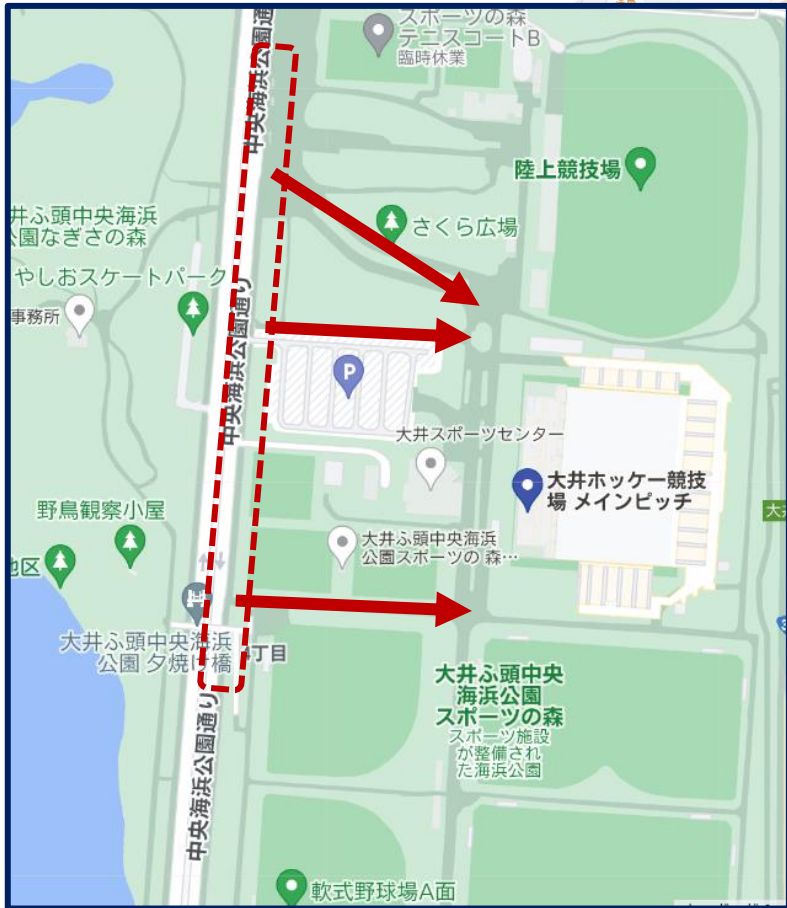 スポーツの森
テニスコートB
臨時休業
中央海浜公園通
陸上競技場
井ふ頭中央海浜
公園なぎさの森
さくら広場
やしおスケートパーク
事務所
中央海浜公園通り
P
大井スポーツセンター
大井ホッケー競技
場 メインピッチ
野鳥観察小屋
大井ふ頭中央海浜
公園スポーツの 森…
地区
大井ふ頭中央海浜
公園 夕焼け橋
丁目
大井ふ頭中央
海浜公園
スポーツの森
スポーツ施設
が整備され
た海浜公園
中央海浜公園通り
軟式野球場A面